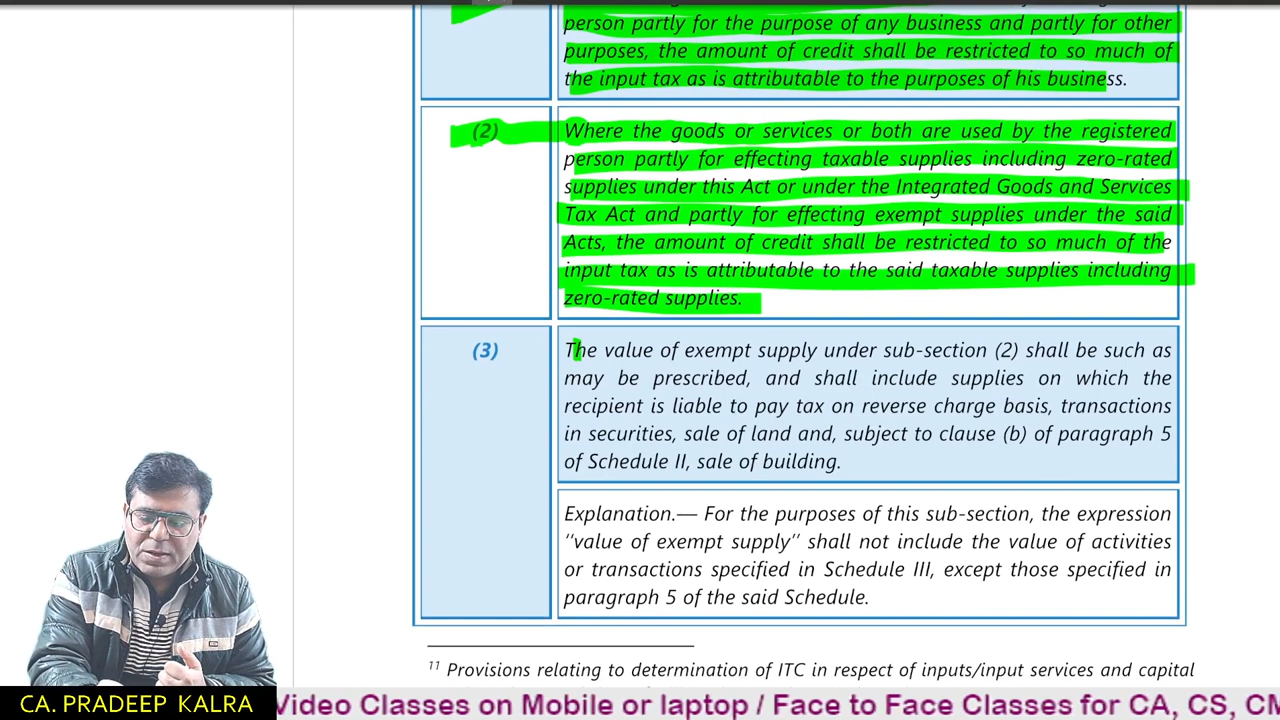 person partly for the purpose of any business and partly for other
purposes, the amount of credit shall be restricted to so much of
the input tax as is attributable to the purposes of his business.
(2)
Where the goods or services or both are used by the registered
person partly for effecting taxable supplies including zero-rated
supplies under this Act or under the Integrated Goods and Services
Tax Act and partly for effecting exempt supplies under the said
Acts, the amount of credit shall be restricted to so much of the
input tax as is attributable to the said taxable supplies including
zero-rated supplies.
(3)
The value of exempt supply under sub-section (2) shall be such as
may be prescribed, and shall include supplies on which the
recipient is liable to pay tax on reverse charge basis, transactions
in securities, sale of land and, subject to clause (b) of paragraph 5
of Schedule II, sale of building.
Explanation.— For the purposes of this sub-section, the expression
‘‘value of exempt supply’’ shall not include the value of activities
or transactions specified in Schedule III, except those specified in
paragraph 5 of the said Schedule.
11 Provisions relating to determination of ITC in respect of inputs/input services and capital
CA. PRADEEP KALRA
Video Classes on Mobile or laptop / Face to Face Classes for CA, CS, CM